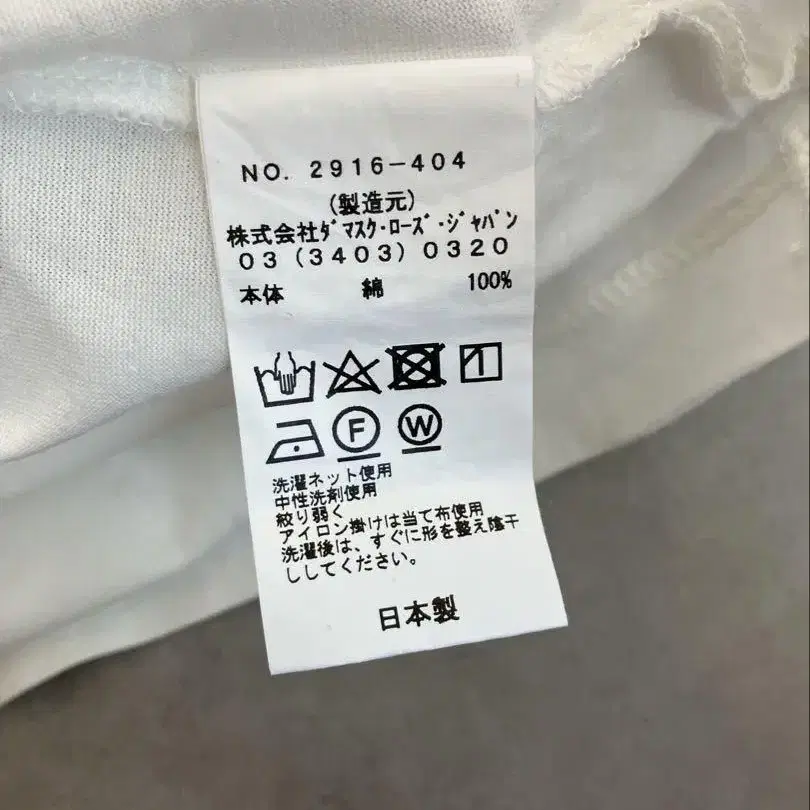 NO. 2916-404
(製造元)
株式会社ﾀﾞﾏｽｸ･ﾛｰｽﾞ･ｼﾞｬﾊﾟﾝ
03(3403)0320
本体 綿 100%
F W
洗濯ネット使用
中性洗剤使用
絞り弱く
アイロン掛けは当て布使用
洗濯後は、すぐに形を整え陰干
ししてください。
日本製